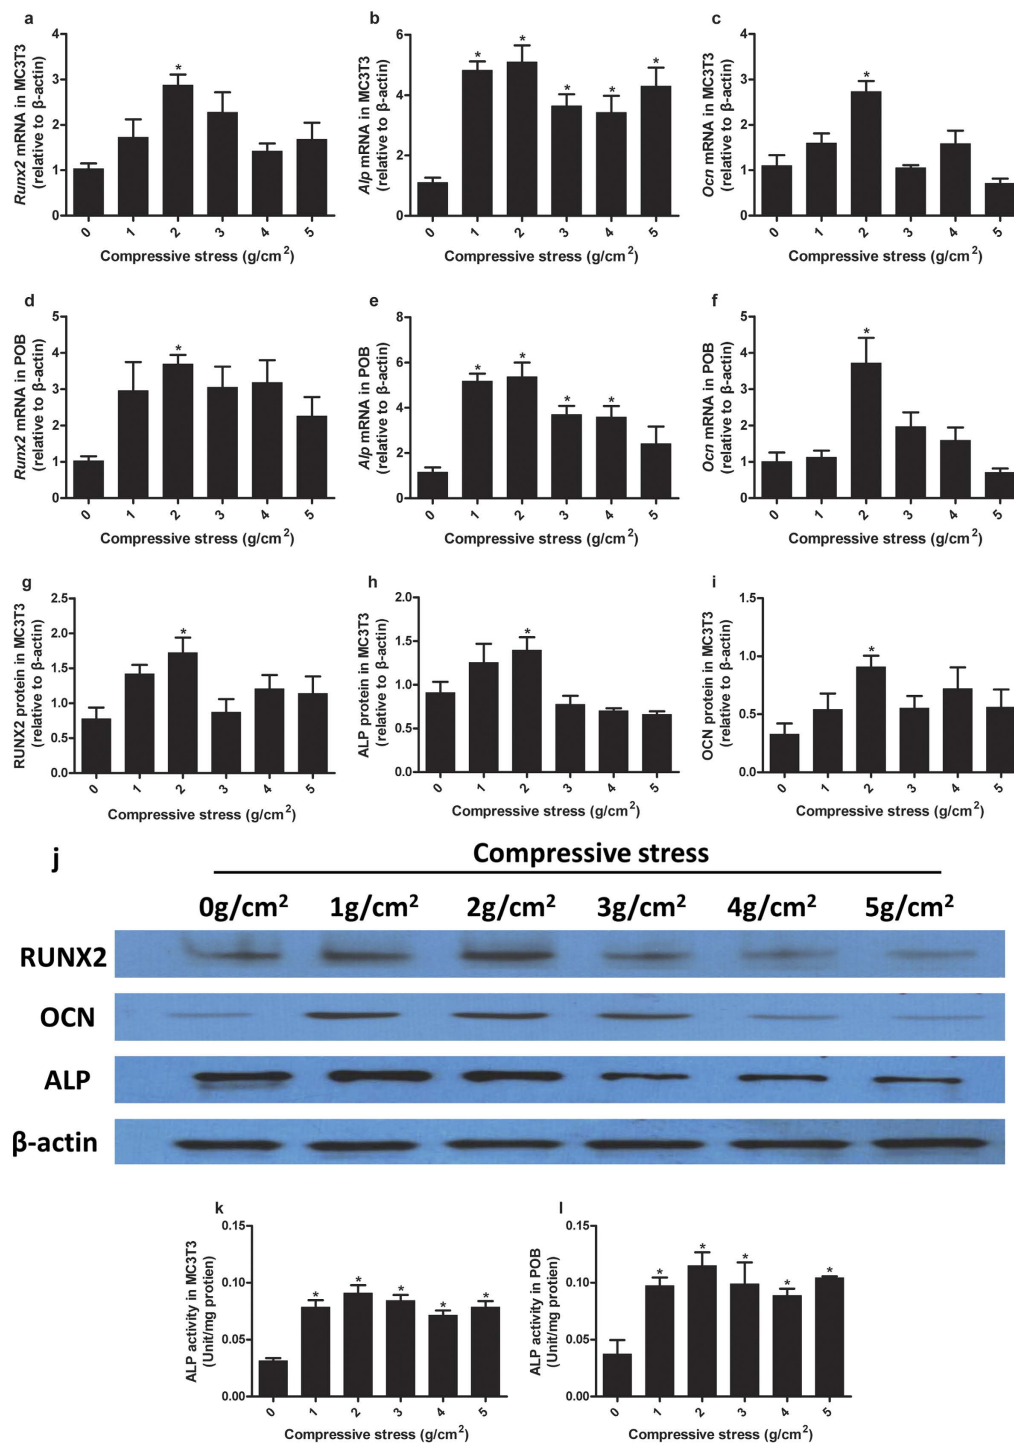 a
Runx2 mRNA in MC3T3
(relative to β-actin)
4
3
2
1
0
0 1 2 3 4 5
Compressive stress (g/cm²)
b
Alp mRNA in MC3T3
(relative to β-actin)
6
4
2
0
* * * * *
0 1 2 3 4 5
Compressive stress (g/cm²)
c
Ocn mRNA in MC3T3
(relative to β-actin)
4
3
2
1
0
*
0 1 2 3 4 5
Compressive stress (g/cm²)
d
Runx2 mRNA in POB
(relative to β-actin)
5
4
3
2
1
0
*
0 1 2 3 4 5
Compressive stress (g/cm²)
e
Alp mRNA in POB
(relative to β-actin)
8
6
4
2
0
* * * *
0 1 2 3 4 5
Compressive stress (g/cm²)
f
Ocn mRNA in POB
(relative to β-actin)
5
4
3
2
1
0
*
0 1 2 3 4 5
Compressive stress (g/cm²)
g
RUNX2 protein in MC3T3
(relative to β-actin)
2.5
2.0
1.5
1.0
0.5
0.0
*
0 1 2 3 4 5
Compressive stress (g/cm²)
h
ALP protein in MC3T3
(relative to β-actin)
2.0
1.5
1.0
0.5
0.0
*
0 1 2 3 4 5
Compressive stress (g/cm²)
i
OCN protein in MC3T3
(relative to β-actin)
1.5
1.0
0.5
0.0
*
0 1 2 3 4 5
Compressive stress (g/cm²)
j
Compressive stress
0g/cm² 1g/cm² 2g/cm² 3g/cm² 4g/cm² 5g/cm²
RUNX2
OCN
ALP
β-actin
k
ALP activity in MC3T3
(Unit/mg protien)
0.15
0.10
0.05
0.00
* * * * *
0 1 2 3 4 5
Compressive stress (g/cm²)
l
ALP activity in POB
(Unit/mg protien)
0.15
0.10
0.05
0.00
* * * * *
0 1 2 3 4 5
Compressive stress (g/cm²)